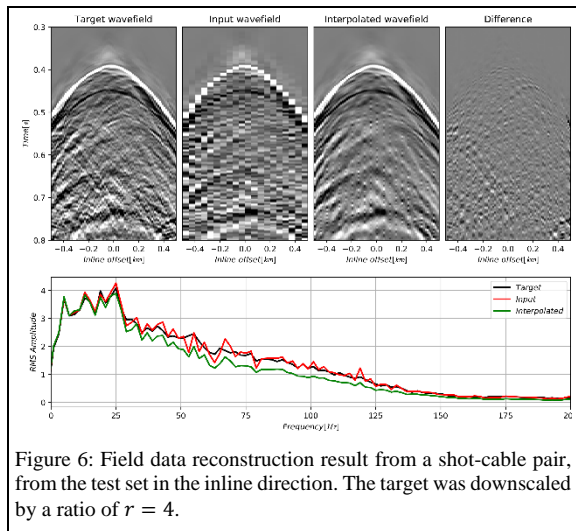 Target wavefield Input wavefield Interpolated wavefield Difference
0.3
0.4
0.5
0.6
0.7
0.8
Time[s]
−0.4 −0.2 0.0 0.2 0.4 −0.4 −0.2 0.0 0.2 0.4 −0.4 −0.2 0.0 0.2 0.4 −0.4 −0.2 0.0 0.2 0.4
Inline offset[km] Inline offset[km] Inline offset[km] Inline offset[km]
4
3
2
1
0
RMS Amplitude
Target
Input
Interpolated
0 25 50 75 100 125 150 175 200
Frequency[Hz]
Figure 6: Field data reconstruction result from a shot-cable pair,
from the test set in the inline direction. The target was downscaled
by a ratio of r = 4.